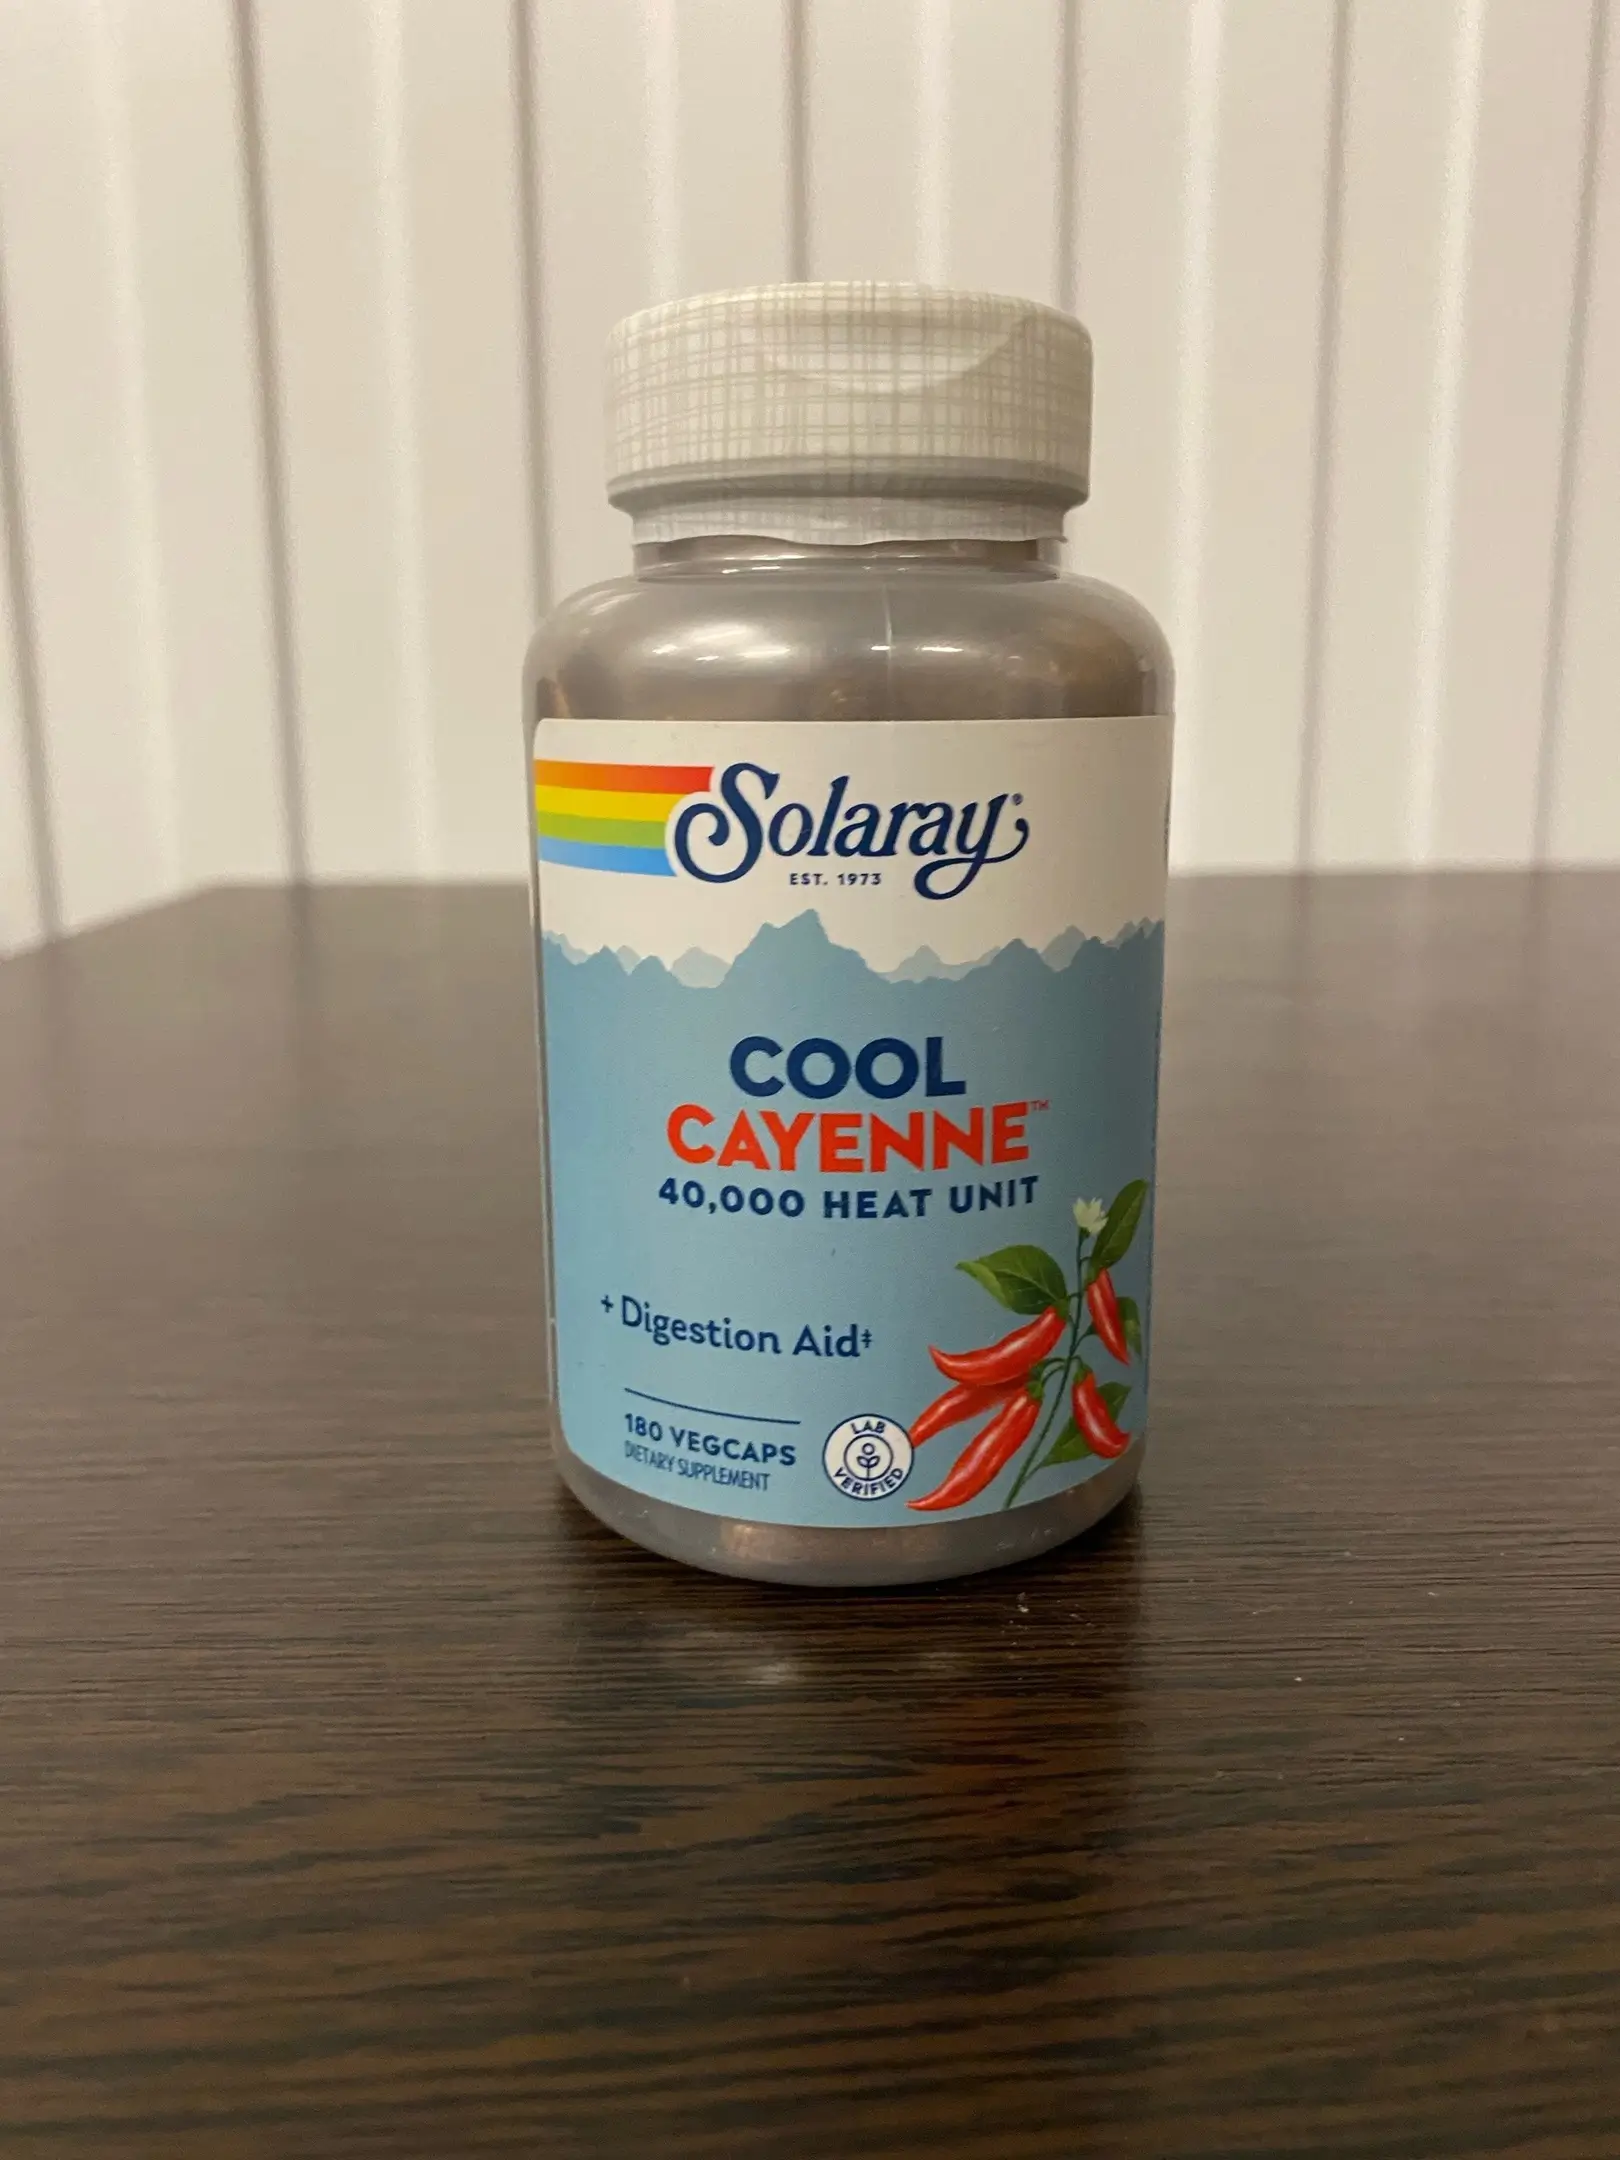 Solaray®
EST. 1973
COOL
CAYENNE™
40,000 HEAT UNIT
+ Digestion Aid‡
180 VEGCAPS
DIETARY SUPPLEMENT
LAB
VERIFIED